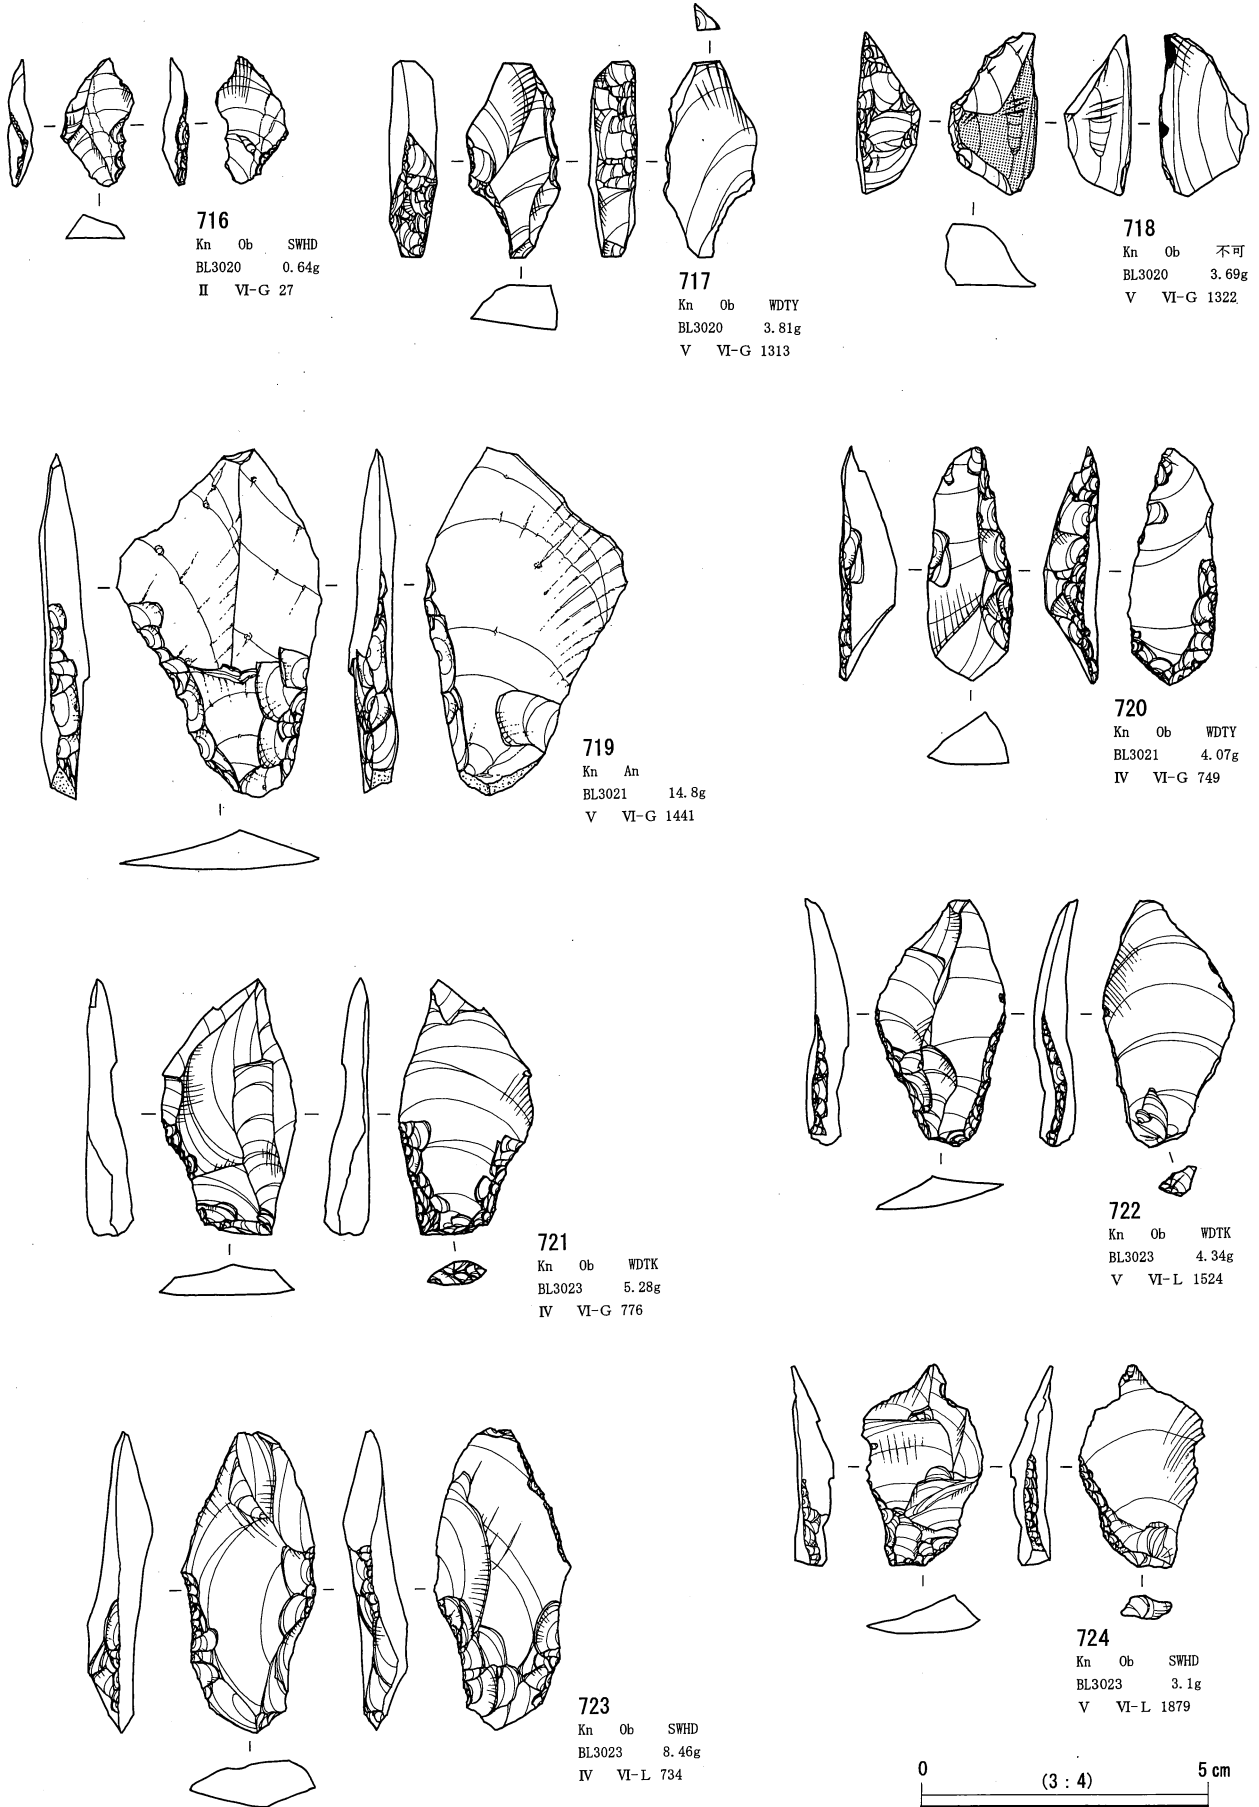 716
Kn Ob SWHD
BL3020 0.64g
Ⅱ Ⅵ-G 27
717
Kn Ob WDTY
BL3020 3.81g
Ⅴ Ⅵ-G 1313
718
Kn Ob 不可
BL3020 3.69g
Ⅴ Ⅵ-G 1322
719
Kn An
BL3021 14.8g
Ⅴ Ⅵ-G 1441
720
Kn Ob WDTY
BL3021 4.07g
Ⅳ Ⅵ-G 749
721
Kn Ob WDTK
BL3023 5.28g
Ⅳ Ⅵ-G 776
722
Kn Ob WDTK
BL3023 4.34g
Ⅴ Ⅵ-L 1524
723
Kn Ob SWHD
BL3023 8.46g
Ⅳ Ⅵ-L 734
724
Kn Ob SWHD
BL3023 3.1g
Ⅴ Ⅵ-L 1879
0 (3:4) 5cm